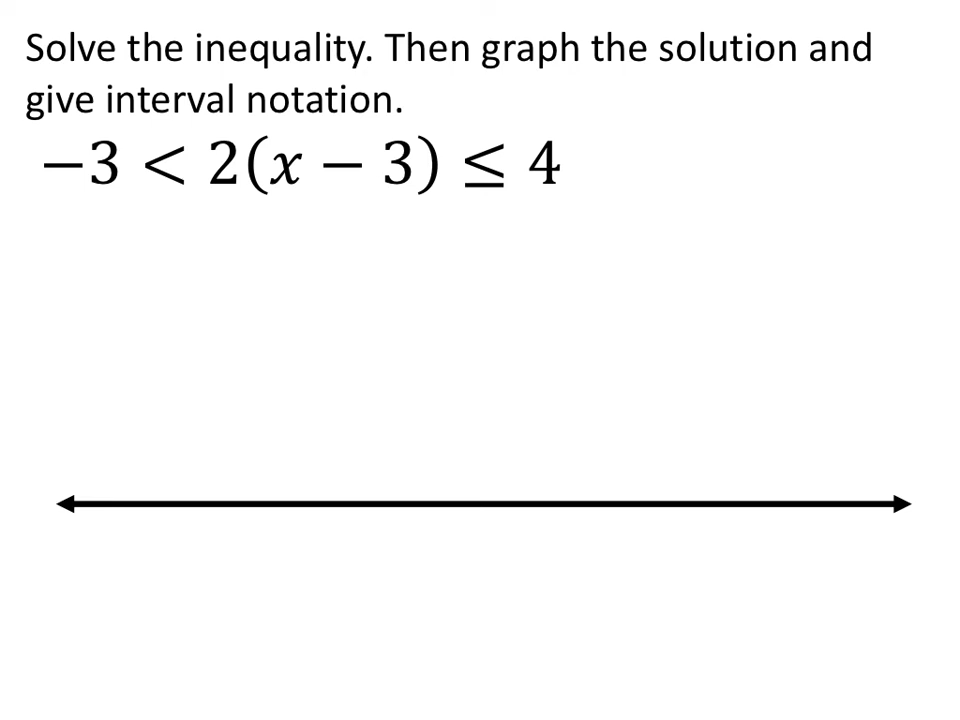 Solve the inequality. Then graph the solution and
give interval notation.
−3 < 2(x − 3) ≤ 4